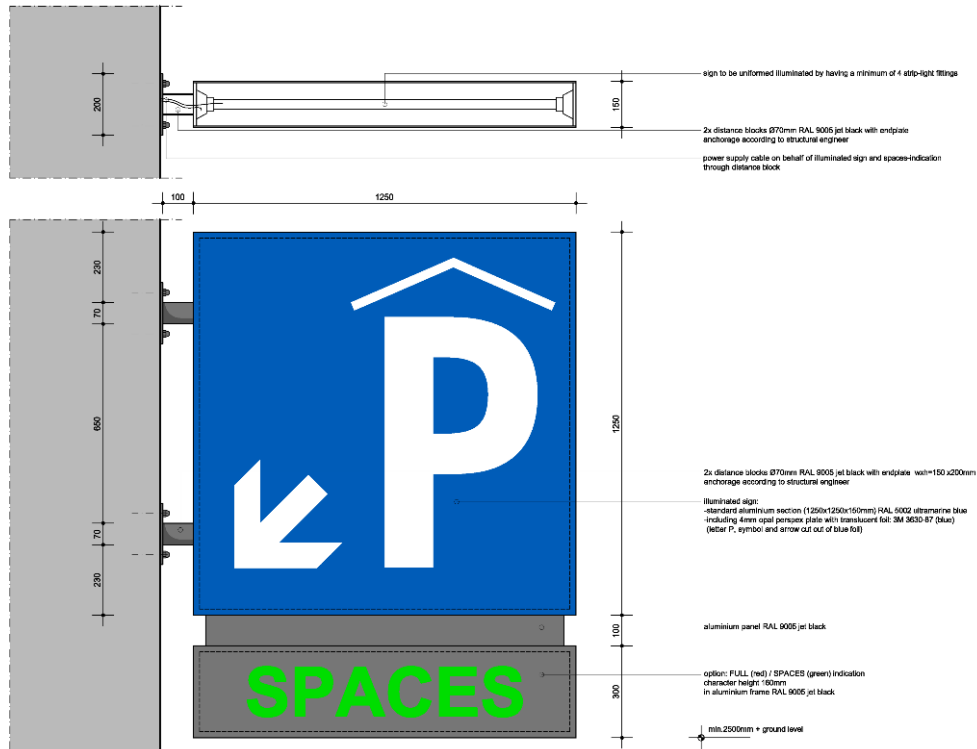 sign to be uniformed illuminated by having a minimum of 4 strip-light fittings
200
150
2x distance blocks Ø70mm RAL 9005 jet black with endplate
anchorage according to structural engineer
power supply cable on behalf of illuminated sign and spaces-indication
through distance block
100
1250
230
70
650
70
230
P
1250
2x distance blocks Ø70mm RAL 9005 jet black with endplate wxh=150x200mm
anchorage according to structural engineer
illuminated sign:
-standard aluminium section (1250x1250x150mm) RAL 5002 ultramarine blue
-including 4mm opal perspex plate with translucent foil: 3M 3630-87 (blue)
(letter P, symbol and arrow cut out of blue foil)
100
aluminium panel RAL 9005 jet black
SPACES
300
option: FULL (red) / SPACES (green) indication
character height 160mm
in aluminium frame RAL 9005 jet black
min.2500mm + ground level